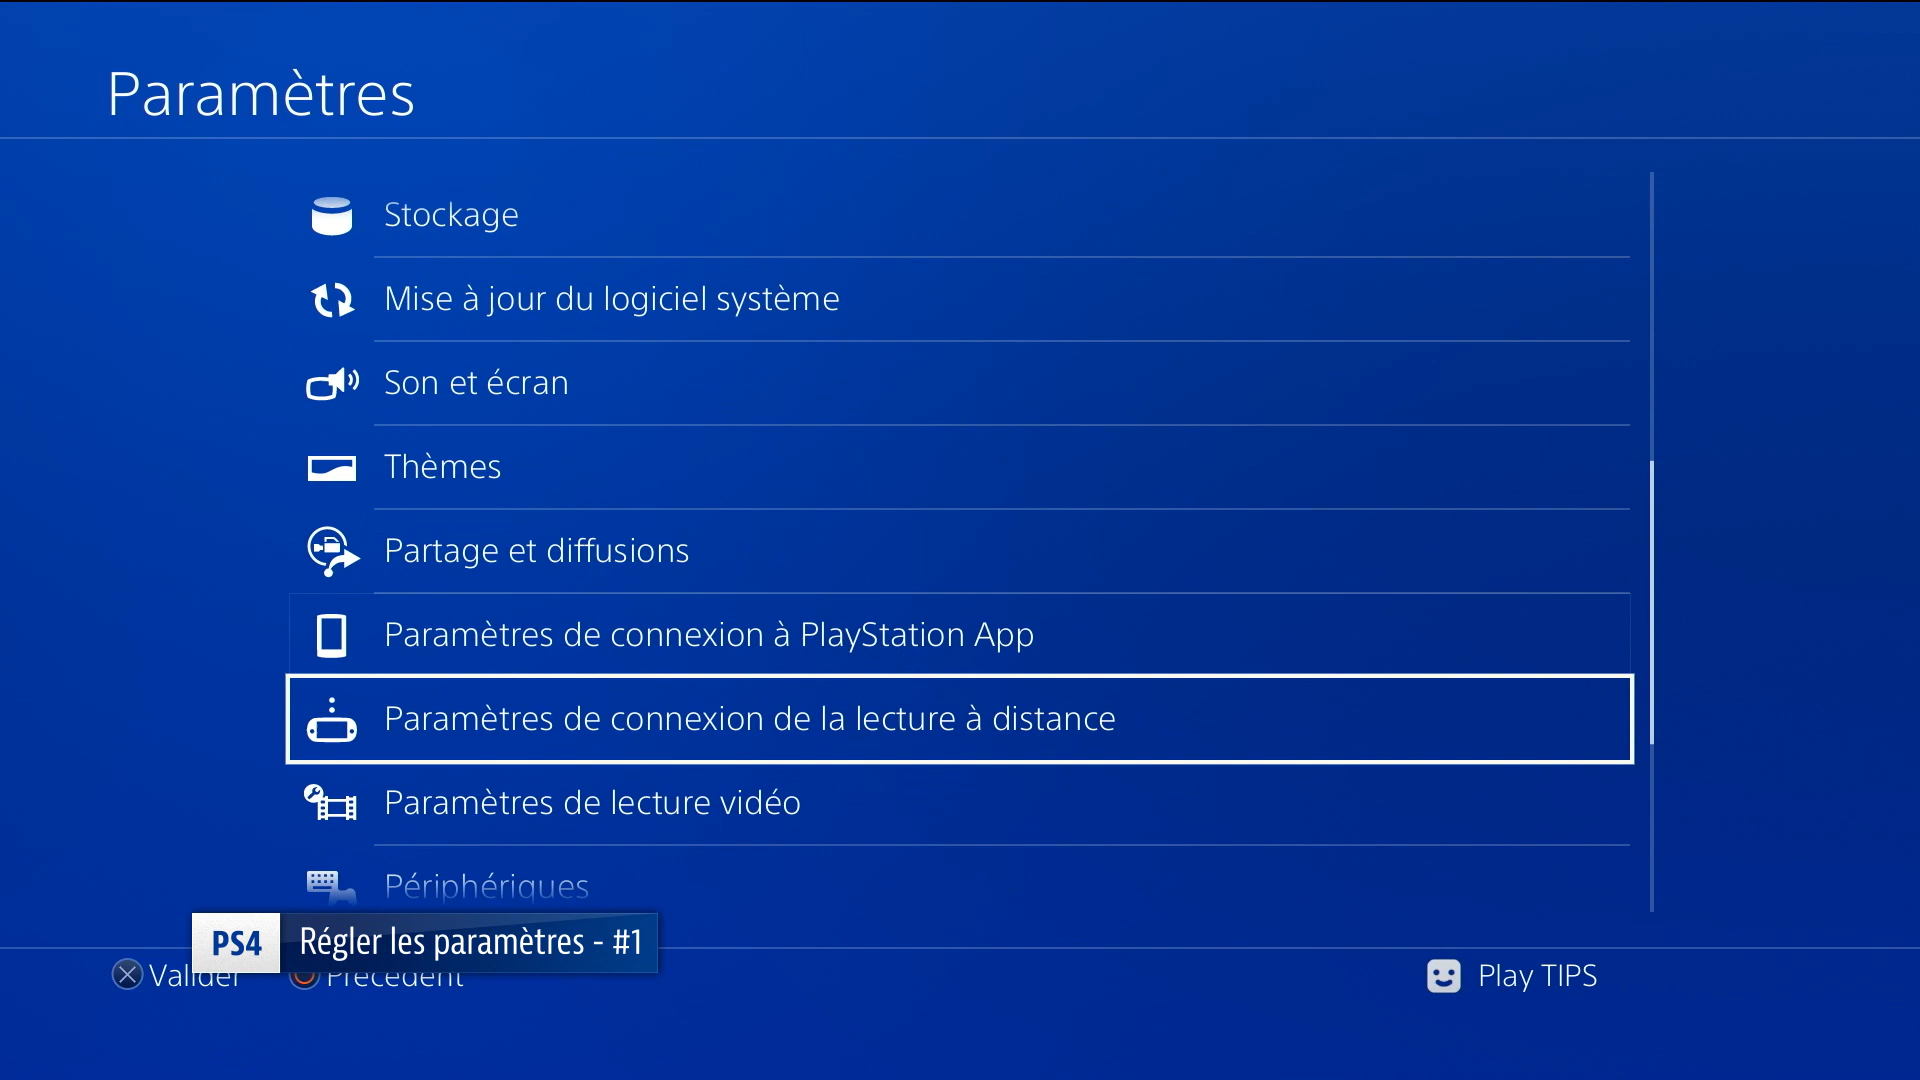 Paramètres
Stockage
Mise à jour du logiciel système
Son et écran
Thèmes
Partage et diffusions
Paramètres de connexion à PlayStation App
Paramètres de connexion de la lecture à distance
Paramètres de lecture vidéo
Périphériques
PS4 Régler les paramètres - #1
Valider Précédent Play TIPS